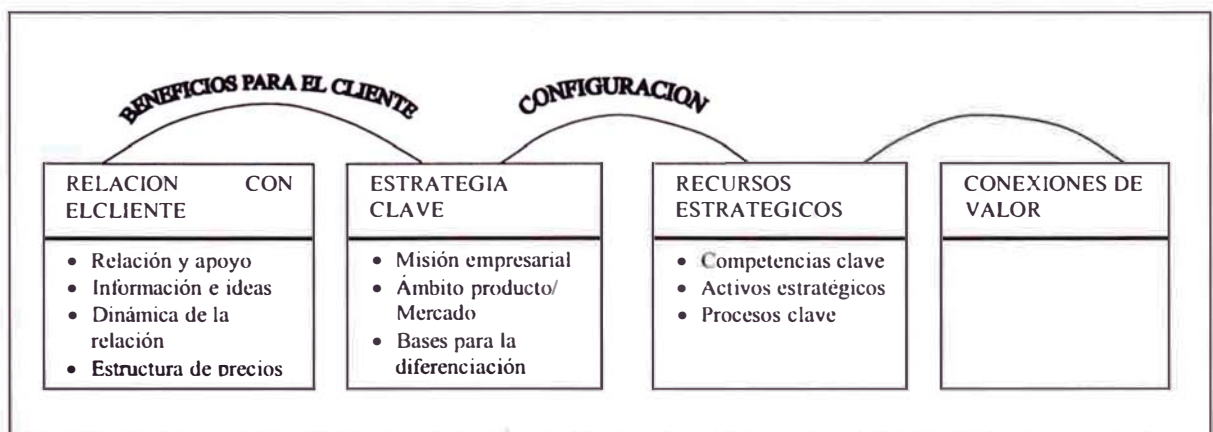 BENEFICIOS PARA EL CLIENTE
CONFIGURACION
RELACION CON
ELCLIENTE
• Relación y apoyo
• Información e ideas
• Dinámica de la
relación
• Estructura de precios
ESTRATEGIA
CLAVE
• Misión empresarial
• Ámbito producto/
Mercado
• Bases para la
diferenciación
RECURSOS
ESTRATEGICOS
• Competencias clave
• Activos estratégicos
• Procesos clave
CONEXIONES DE
VALOR